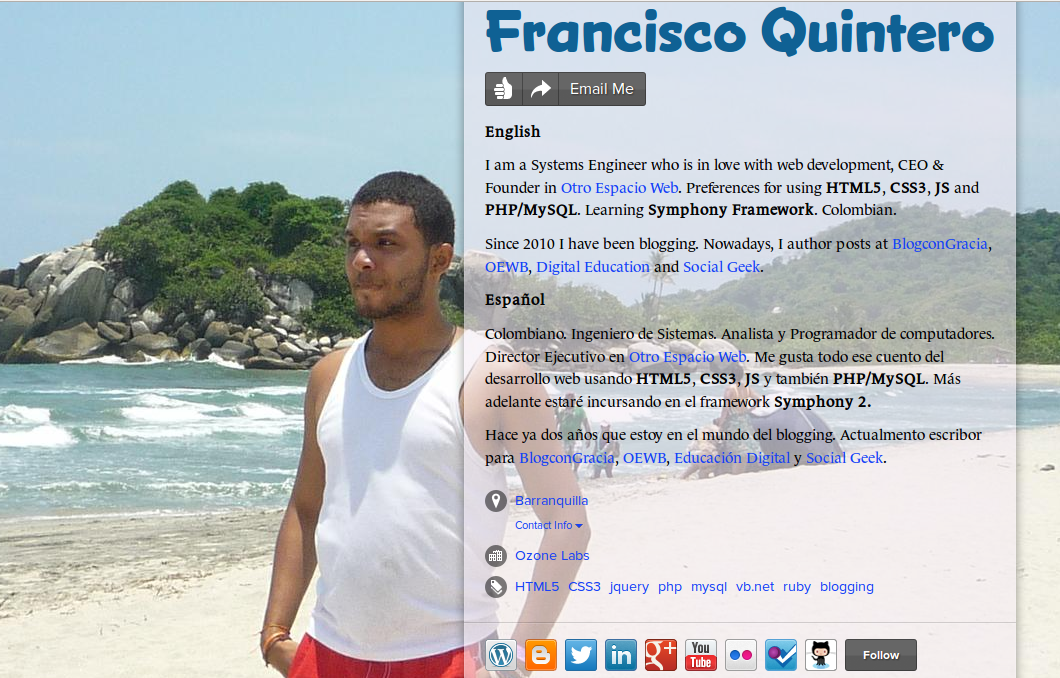 Francisco Quintero
Email Me
English
I am a Systems Engineer who is in love with web development, CEO &
Founder in Otro Espacio Web. Preferences for using HTML5, CSS3, JS and
PHP/MySQL. Learning Symphony Framework. Colombian.
Since 2010 I have been blogging. Nowadays, I author posts at BlogconGracia,
OEWB, Digital Education and Social Geek.
Español
Colombiano. Ingeniero de Sistemas. Analista y Programador de computadores.
Director Ejecutivo en Otro Espacio Web. Me gusta todo ese cuento del
desarrollo web usando HTML5, CSS3, JS y también PHP/MySQL. Más
adelante estaré incursando en el framework Symphony 2.
Hace ya dos años que estoy en el mundo del blogging. Actualmento escribor
para BlogconGracia, OEWB, Educación Digital y Social Geek.
Barranquilla
Contact Info
Ozone Labs
HTML5 CSS3 jquery php mysql vb.net ruby blogging
in g+ You Tube Follow